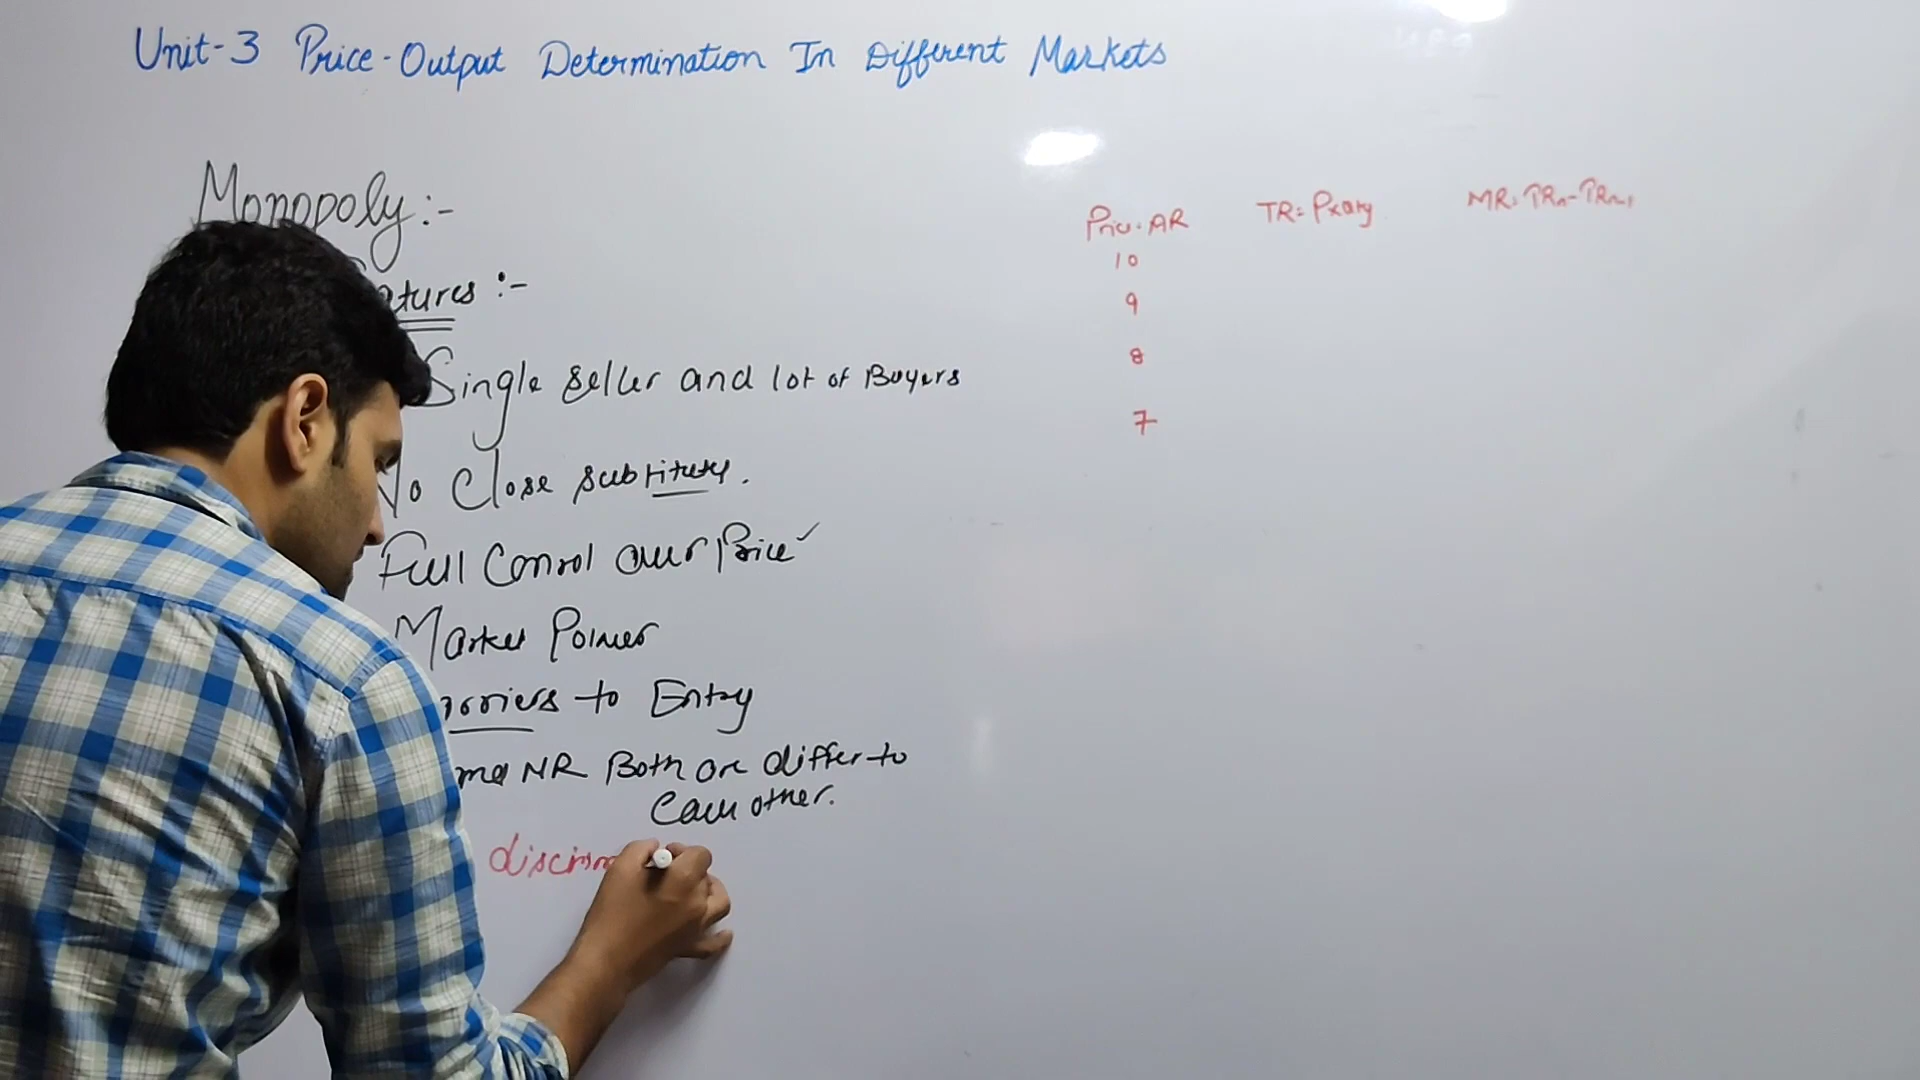 Unit-3 Price-Output Determination In Different Markets
Monopoly:-
atures :-
Single seller and lot of Buyers
No Close substitutes.
Full Control over Price
Market Power
arriers to Entry
and MR Both are differ to
each other.
discrim
Price=AR TR=Pxqty MR=TRn-TRn-1
10
9
8
7